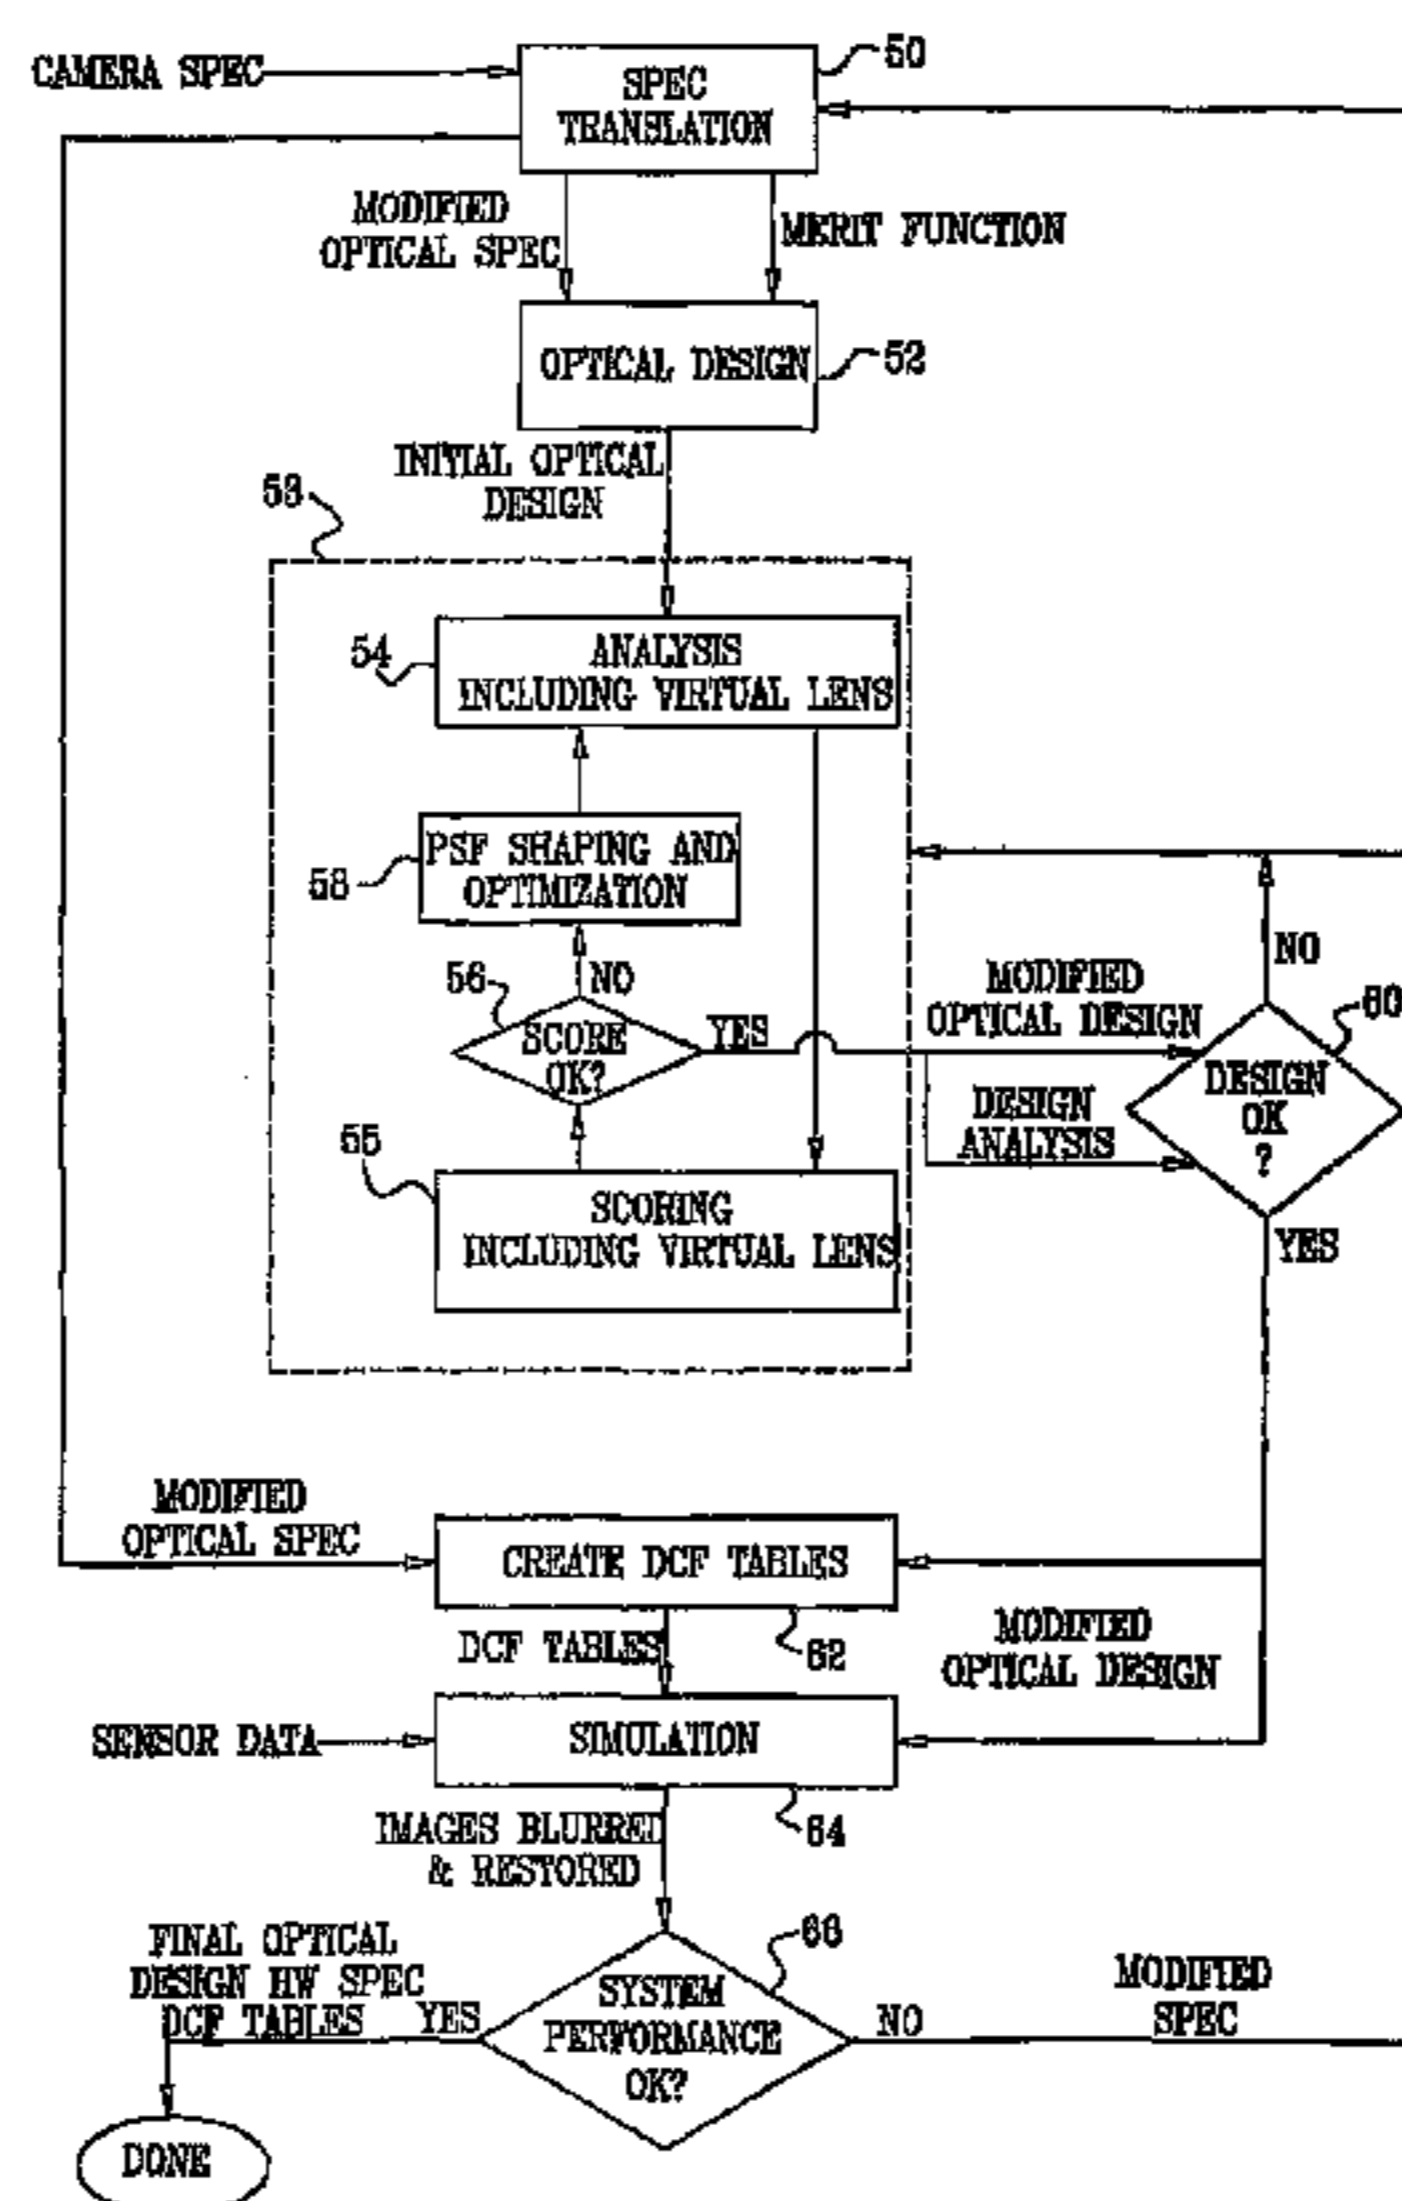 CAMERA SPEC
50
SPEC
TRANSLATION
MODIFIED
OPTICAL SPEC
MERIT FUNCTION
OPTICAL DESIGN
52
INITIAL OPTICAL
DESIGN
53
54
ANALYSIS
INCLUDING VIRTUAL LENS
PSF SHAPING AND
OPTIMIZATION
58
NO
56
SCORE
OK?
YES
MODIFIED
OPTICAL DESIGN
NO
60
DESIGN
OK
?
DESIGN
ANALYSIS
55
SCORING
INCLUDING VIRTUAL LENS
YES
MODIFIED
OPTICAL SPEC
CREATE DCF TABLES
62
DCF TABLES
MODIFIED
OPTICAL DESIGN
SENSOR DATA
SIMULATION
64
IMAGES BLURRED
& RESTORED
66
FINAL OPTICAL
DESIGN HW SPEC
DCF TABLES
YES
SYSTEM
PERFORMANCE
OK?
NO
MODIFIED
SPEC
DONE